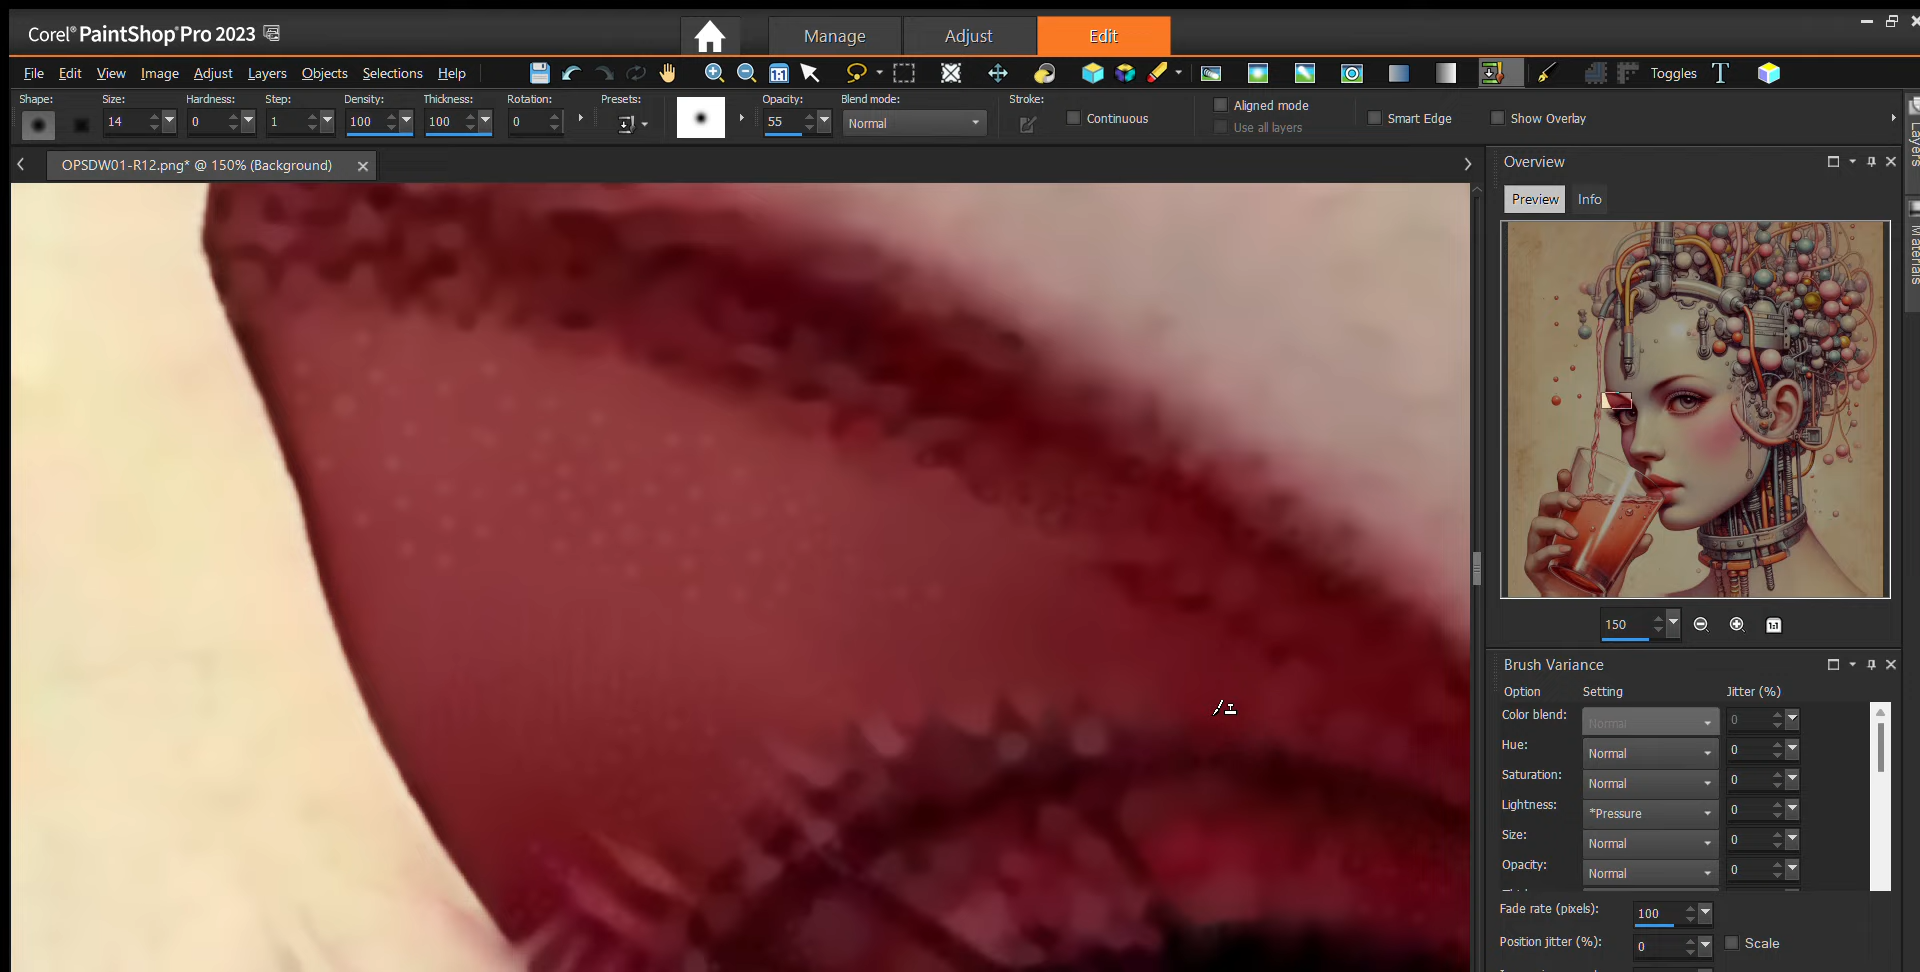 Corel® PaintShop® Pro 2023
Manage
Adjust
Edit
File Edit View Image Adjust Layers Objects Selections Help
Toggles
Shape: Size: Hardness: Step: Density: Thickness: Rotation: Presets: Opacity: Blend mode: Stroke:
14 0 1 100 100 0 55 Normal
Continuous
Aligned mode
Use all layers
Smart Edge
Show Overlay
OPSDW01-R12.png* @ 150% (Background)
Overview
Preview Info
150
Brush Variance
Option Setting Jitter (%)
Color blend: Normal 0
Hue: Normal 0
Saturation: Normal 0
Lightness: *Pressure 0
Size: Normal 0
Opacity: Normal 0
Fade rate (pixels): 100
Position jitter (%): 0 Scale
Layers
Materials